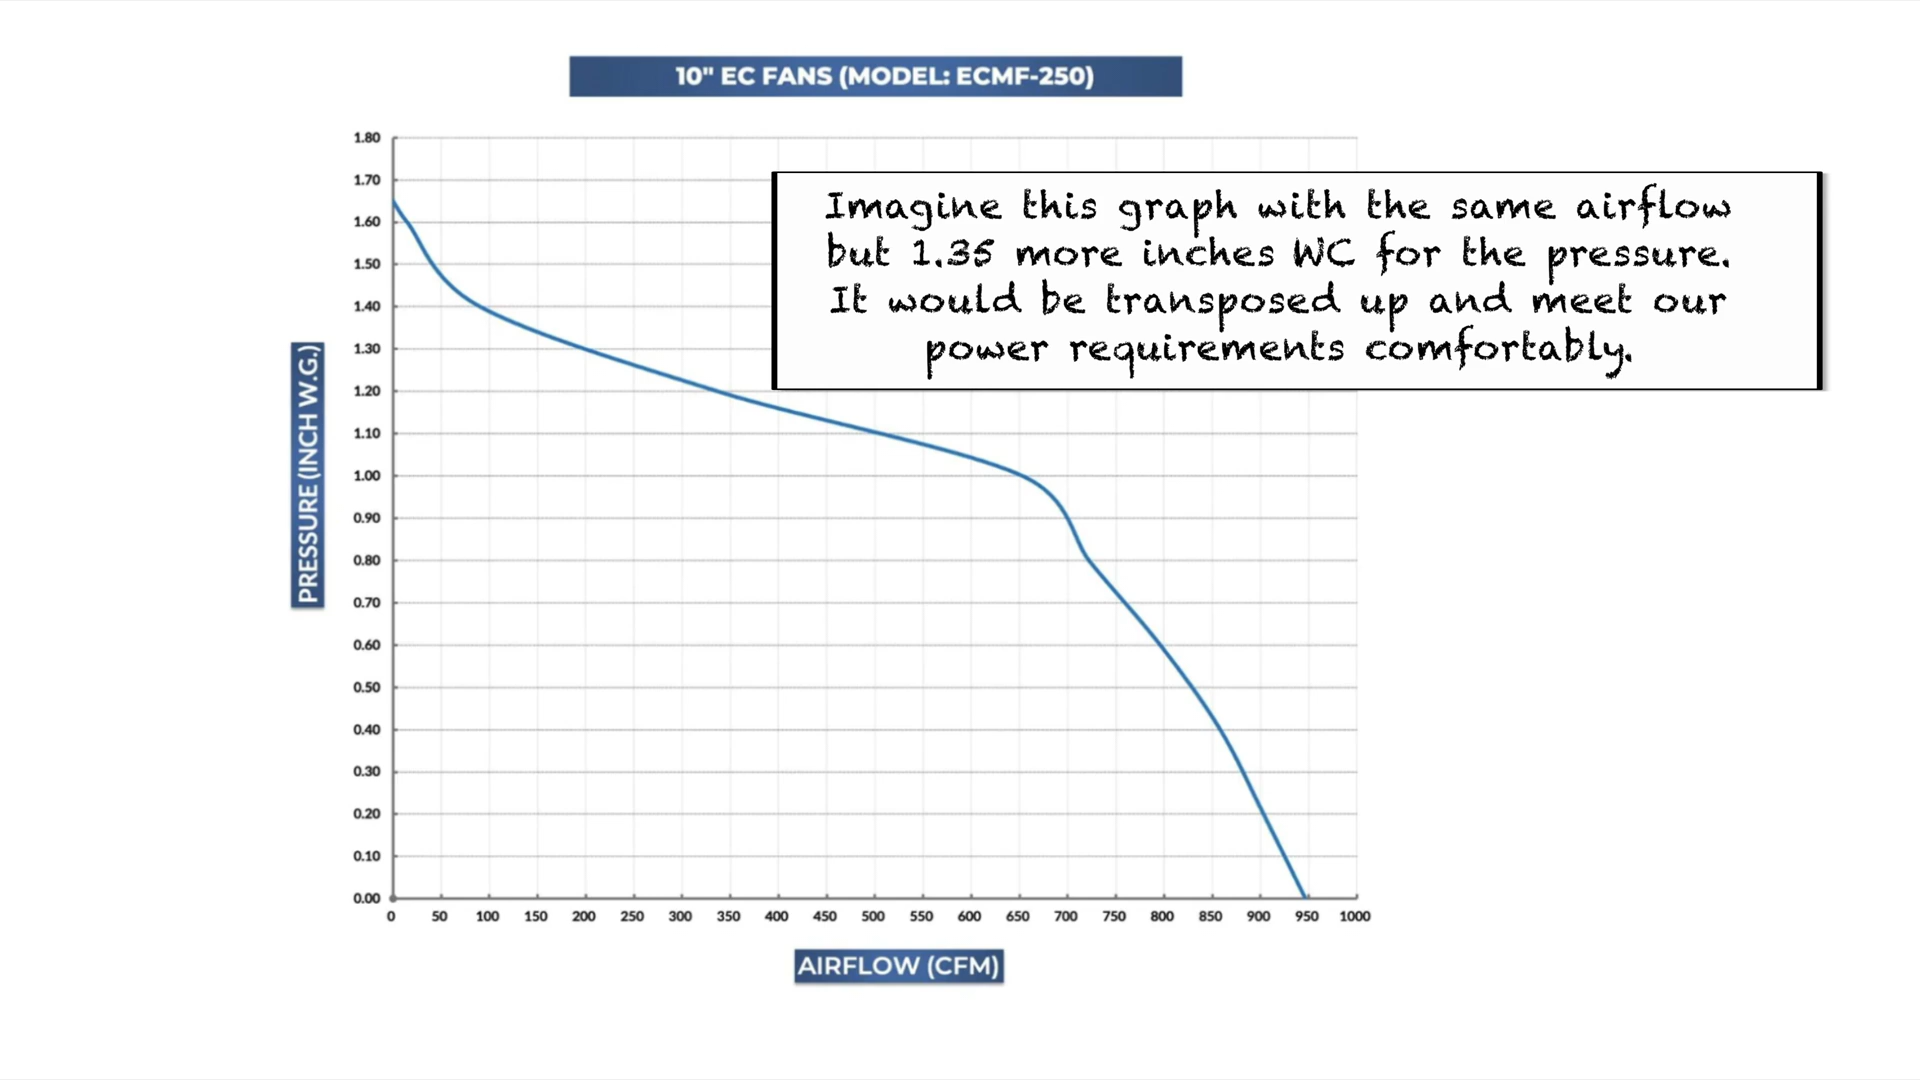 10" EC FANS (MODEL: ECMF-250)
1.80
1.70
1.60
1.50
1.40
1.30
1.20
1.10
1.00
0.90
0.80
0.70
0.60
0.50
0.40
0.30
0.20
0.10
0.00
Imagine this graph with the same airflow
but 1.35 more inches WC for the pressure.
It would be transposed up and meet our
power requirements comfortably.
PRESSURE (INCH W.G.)
0 50 100 150 200 250 300 350 400 450 500 550 600 650 700 750 800 850 900 950 1000
AIRFLOW (CFM)